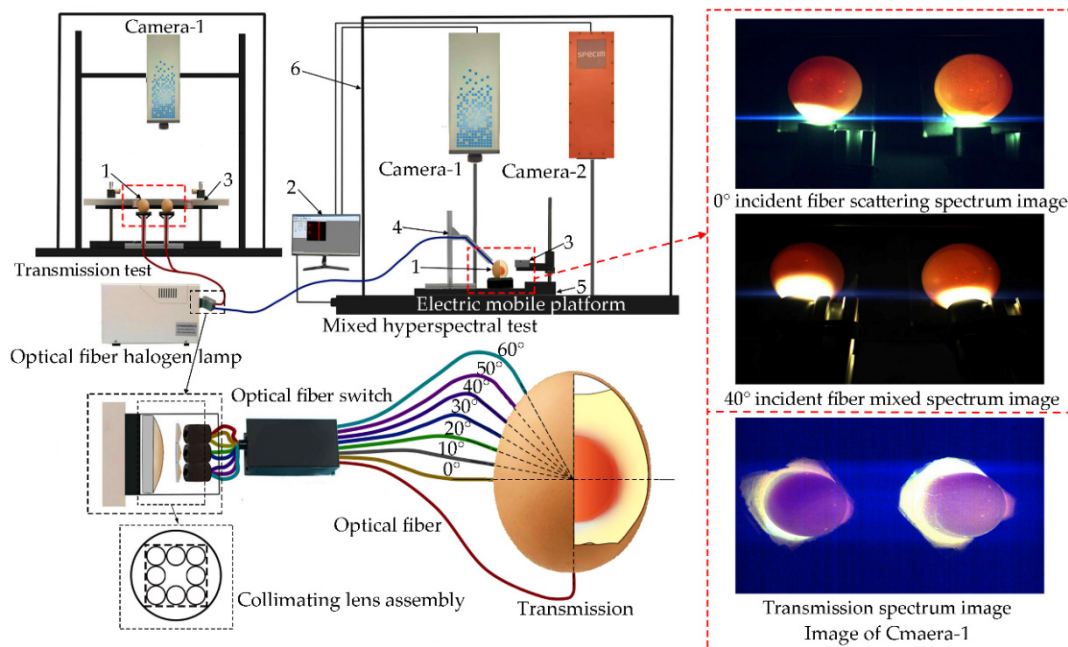 Camera-1
1
3
Transmission test
Optical fiber halogen lamp
6
SPECIM
Camera-1
Camera-2
2
4
3
1
5
Electric mobile platform
Mixed hyperspectral test
0° incident fiber scattering spectrum image
40° incident fiber mixed spectrum image
Transmission spectrum image
Image of Cmaera-1
Optical fiber switch
60°
50°
40°
30°
20°
10°
0°
Optical fiber
Collimating lens assembly
Transmission